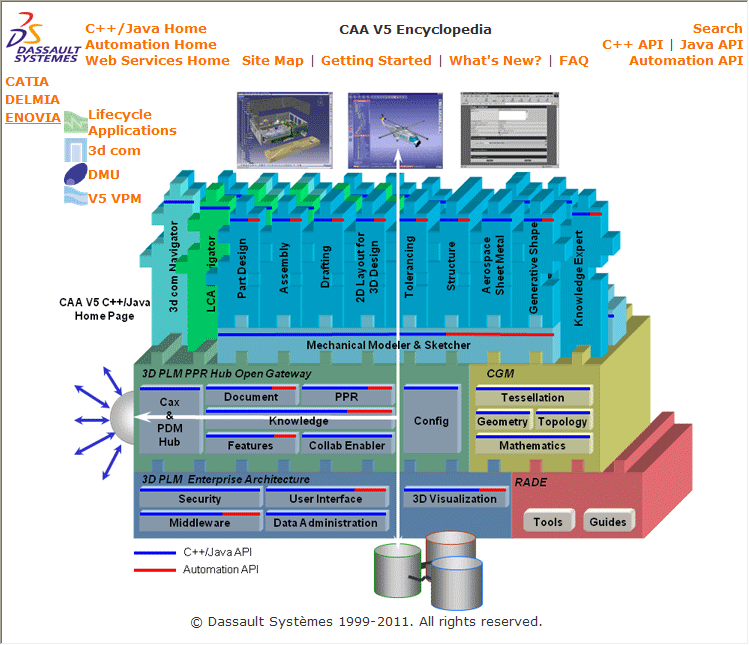 DASSAULT
SYSTEMES
C++/Java Home
Automation Home
Web Services Home
CAA V5 Encyclopedia
Site Map | Getting Started | What's New? | FAQ
Search
C++ API | Java API
Automation API
CATIA
DELMIA
ENOVIA
Lifecycle
Applications
3d com
DMU
V5 VPM
CAA V5 C++/Java
Home Page
3d com Navigator
LCA
Part Design
Assembly
Drafting
2D Layout for
3D Design
Tolerancing
Structure
Aerospace
Sheet Metal
Generative Shape
Knowledge Expert
Mechanical Modeler & Sketcher
3D PLM PPR Hub Open Gateway
Cax
&
PDM
Hub
Document
PPR
Knowledge
Features
Collab Enabler
Config
CGM
Tessellation
Geometry
Topology
Mathematics
3D PLM Enterprise Architecture
Security
User Interface
3D Visualization
Middleware
Data Administration
RADE
Tools
Guides
C++/Java API
Automation API
© Dassault Systèmes 1999-2011. All rights reserved.